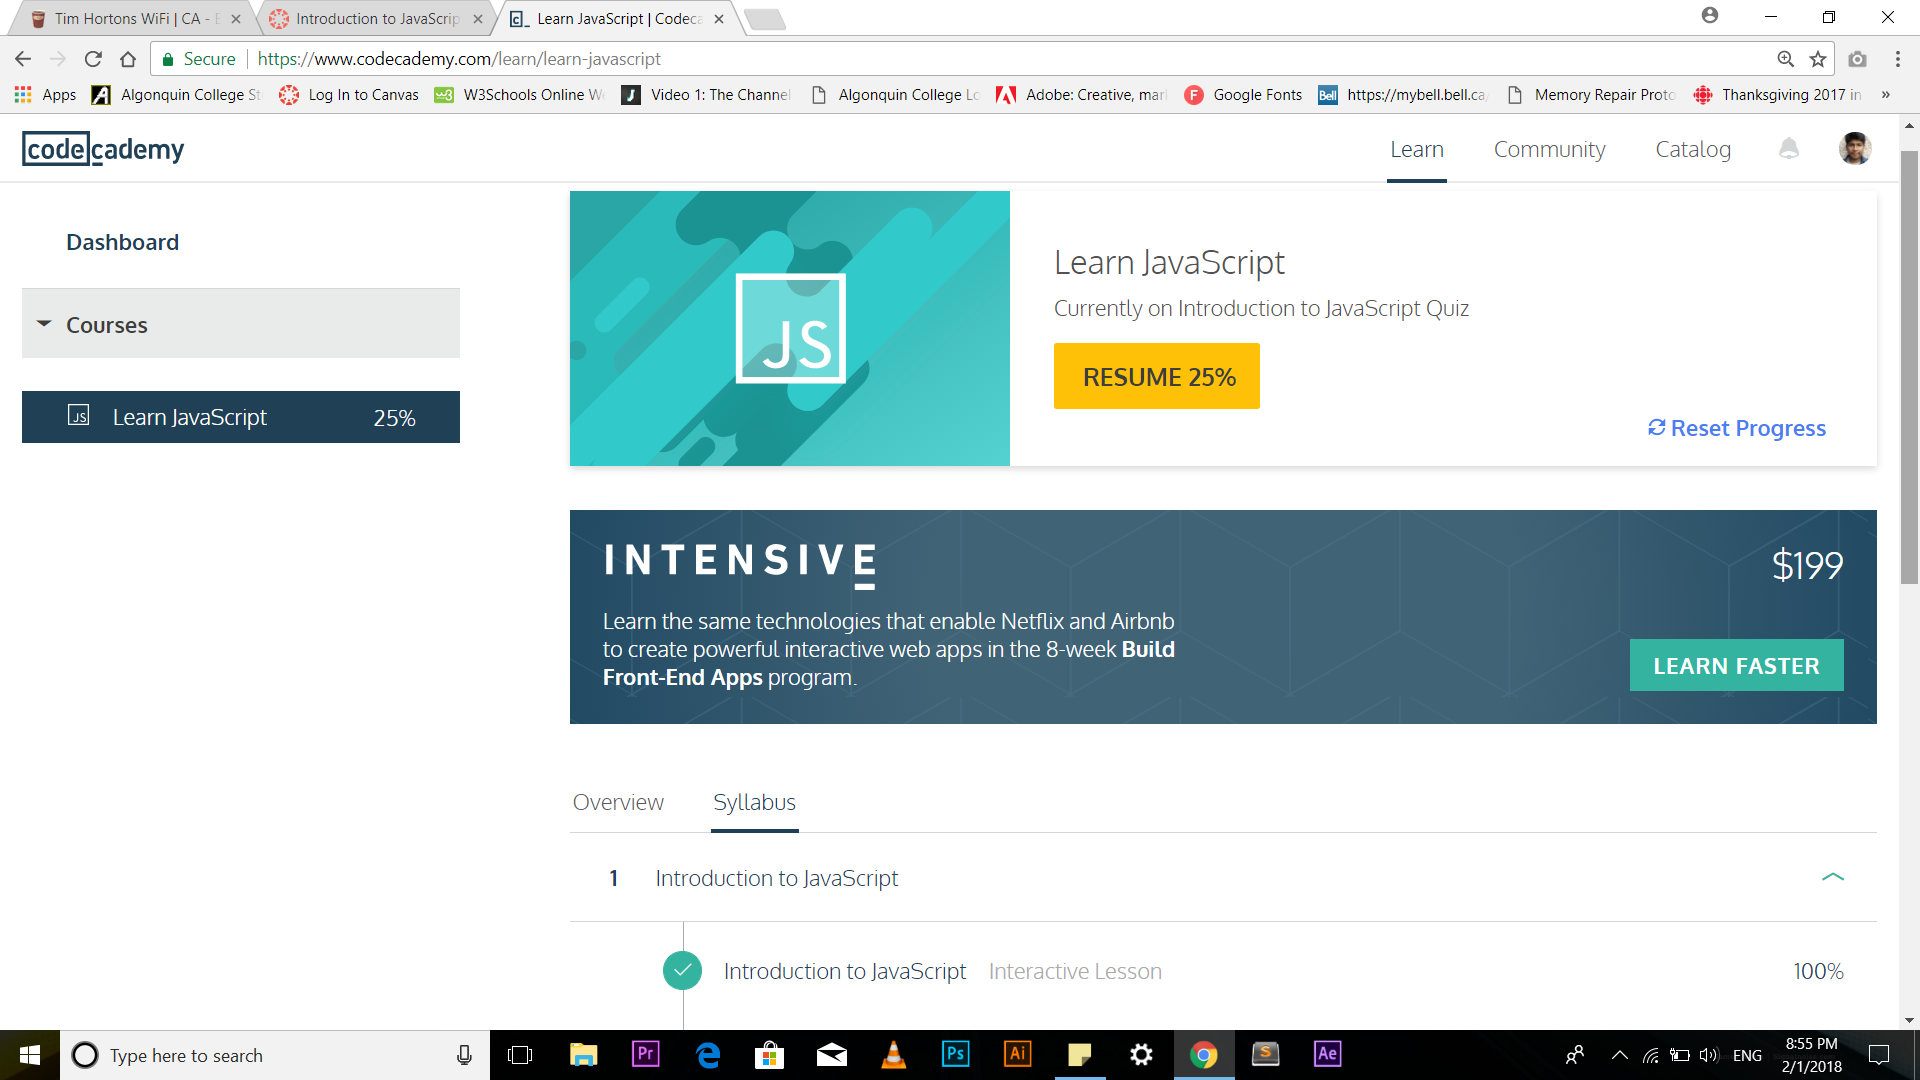 Tim Hortons WiFi | CA - E
Introduction to JavaScrip
Learn JavaScript | Codeca
Secure
https://www.codecademy.com/learn/learn-javascript
Apps
Algonquin College St
Log In to Canvas
W3Schools Online We
Video 1: The Channel
Algonquin College Lo
Adobe: Creative, mark
Google Fonts
https://mybell.bell.ca/
Memory Repair Proto
Thanksgiving 2017 in
»
codecademy
Learn
Community
Catalog
Dashboard
Courses
JS
Learn JavaScript
25%
JS
Learn JavaScript
Currently on Introduction to JavaScript Quiz
RESUME 25%
Reset Progress
INTENSIVE
$199
Learn the same technologies that enable Netflix and Airbnb
to create powerful interactive web apps in the 8-week Build
Front-End Apps program.
LEARN FASTER
Overview
Syllabus
1 Introduction to JavaScript
Introduction to JavaScript Interactive Lesson 100%
Type here to search
Pr
Ps
Ai
S
Ae
ENG
8:55 PM
2/1/2018